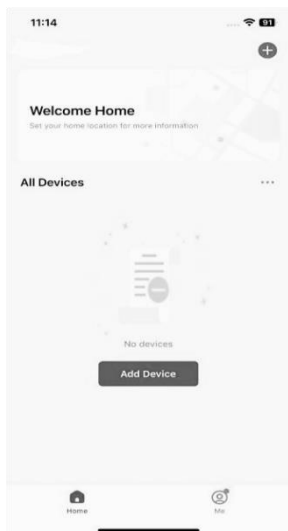 11:14
91
Welcome Home
Set your home location for more information
All Devices
...
No devices
Add Device
Home
Me